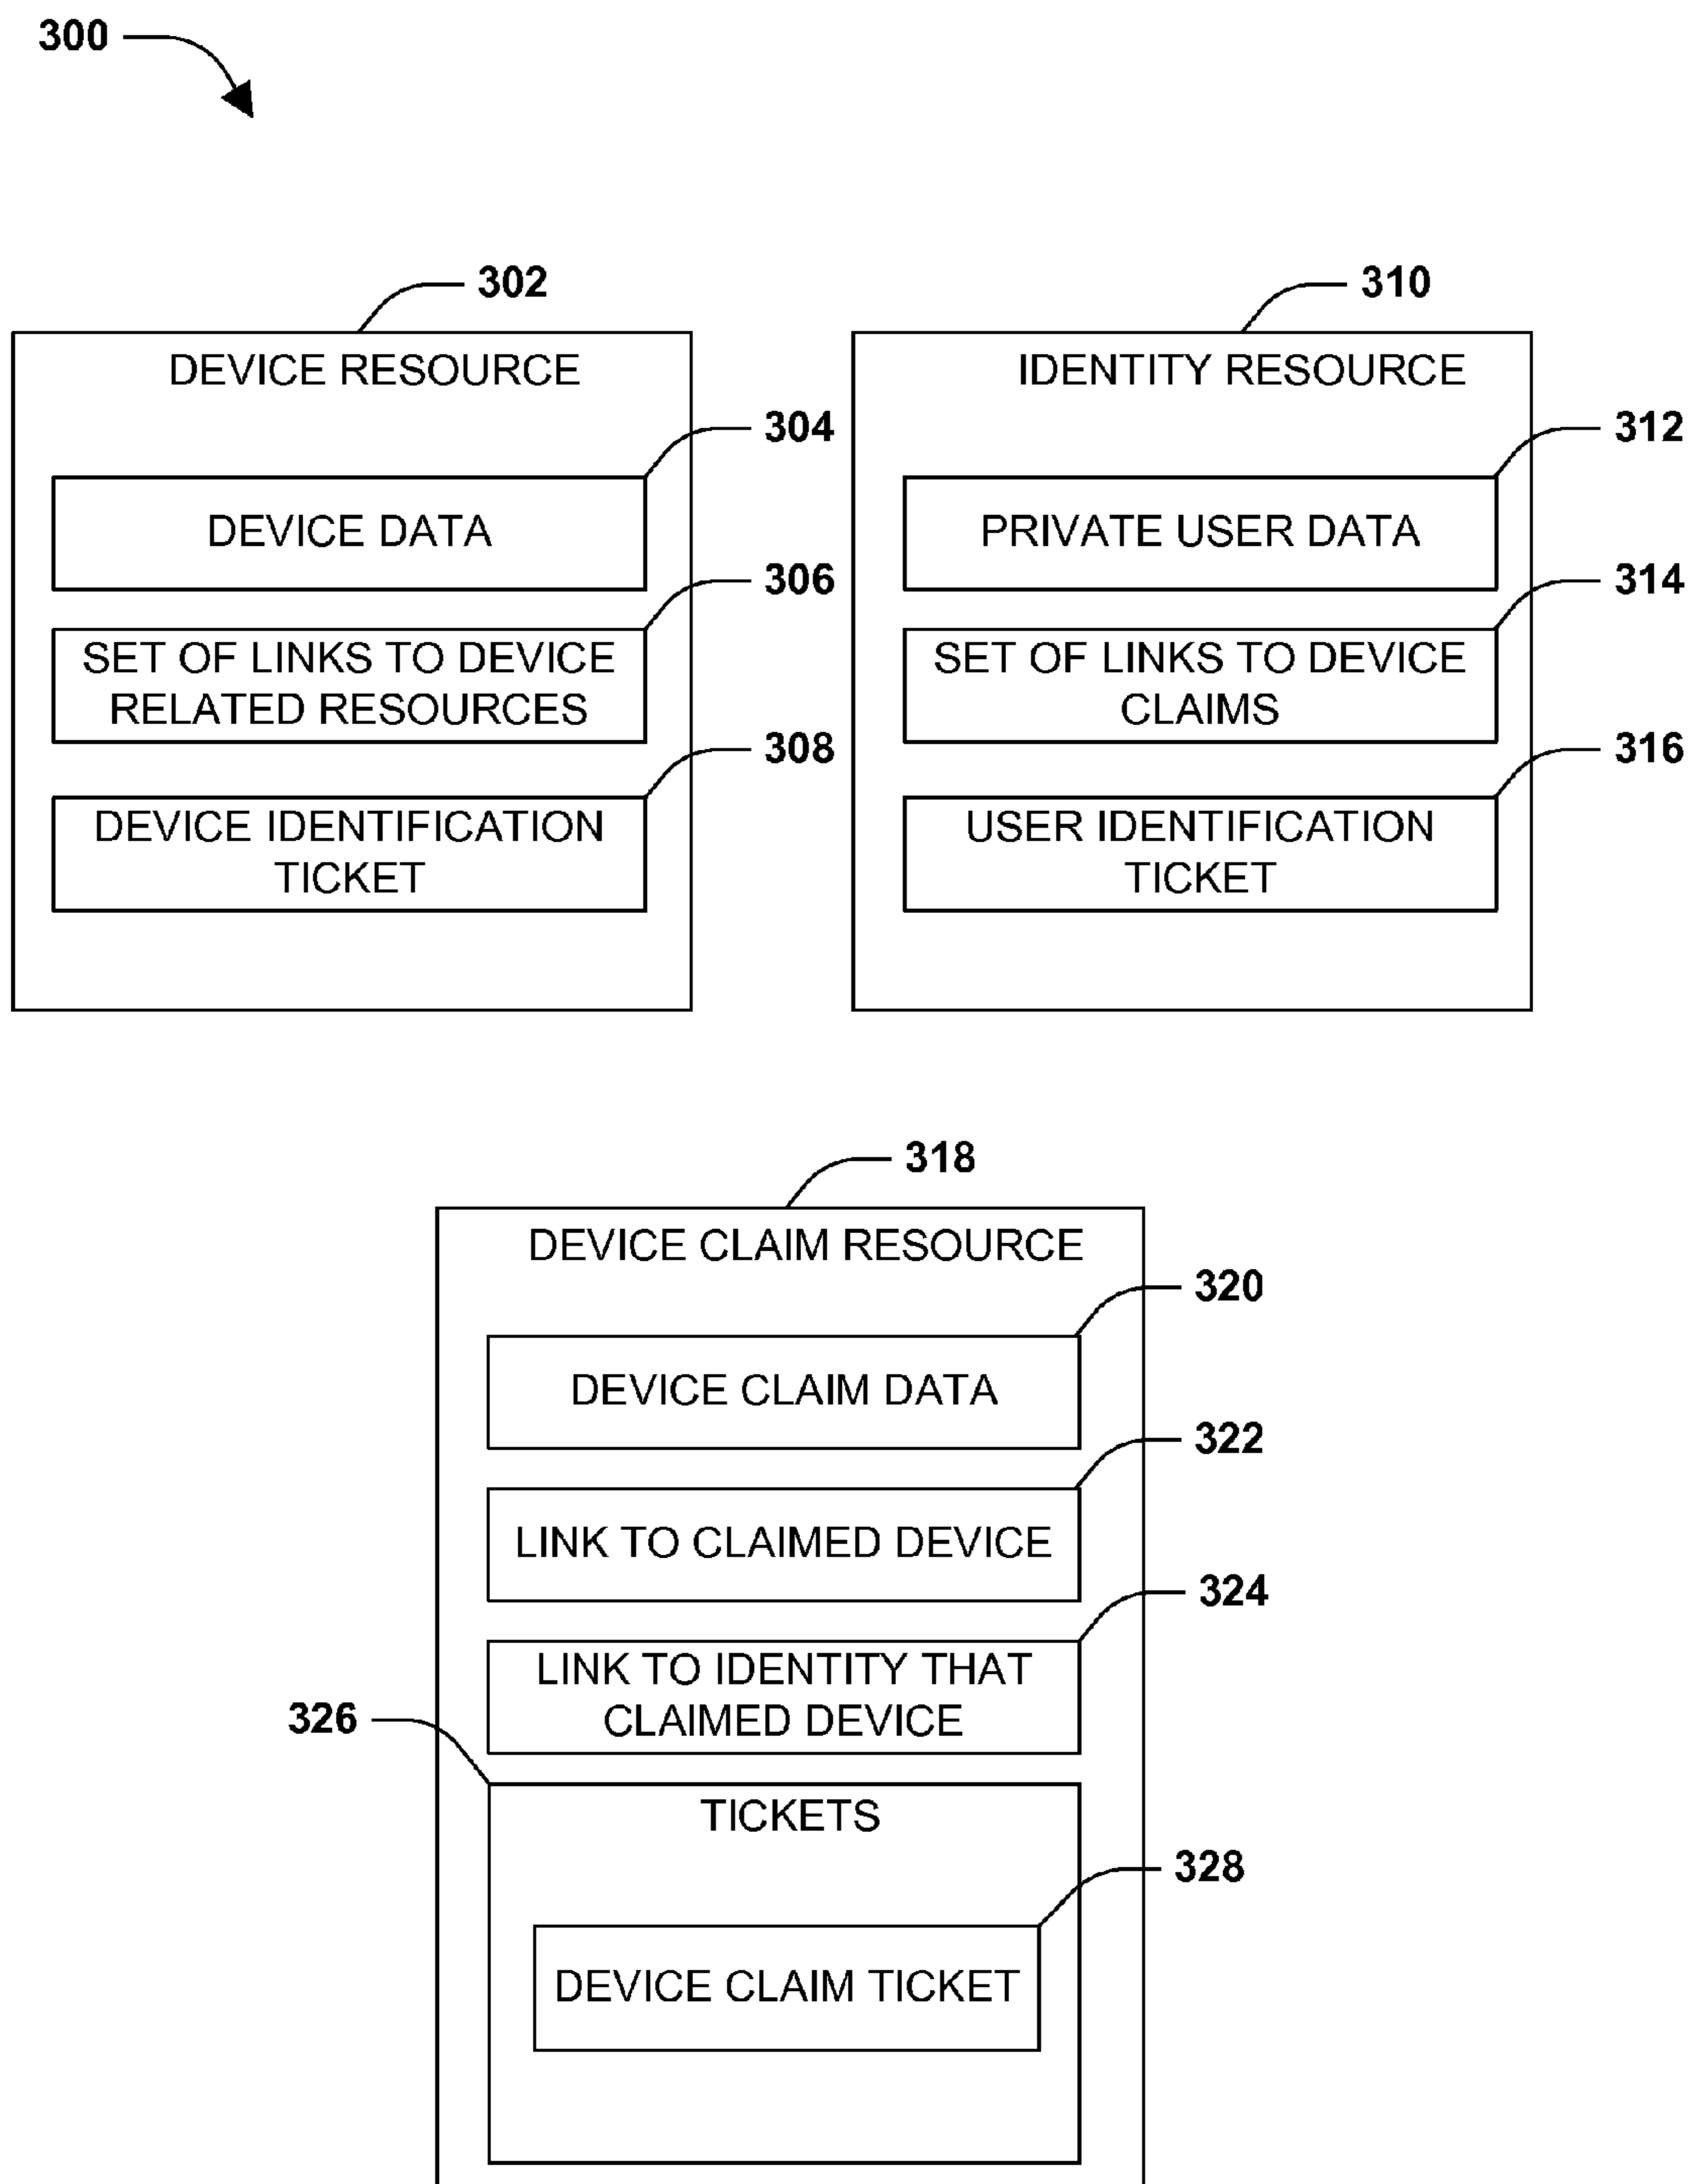 300
302
DEVICE RESOURCE
304
DEVICE DATA
306
SET OF LINKS TO DEVICE
RELATED RESOURCES
308
DEVICE IDENTIFICATION
TICKET
310
IDENTITY RESOURCE
312
PRIVATE USER DATA
314
SET OF LINKS TO DEVICE
CLAIMS
316
USER IDENTIFICATION
TICKET
318
DEVICE CLAIM RESOURCE
320
DEVICE CLAIM DATA
322
LINK TO CLAIMED DEVICE
324
LINK TO IDENTITY THAT
CLAIMED DEVICE
326
TICKETS
328
DEVICE CLAIM TICKET